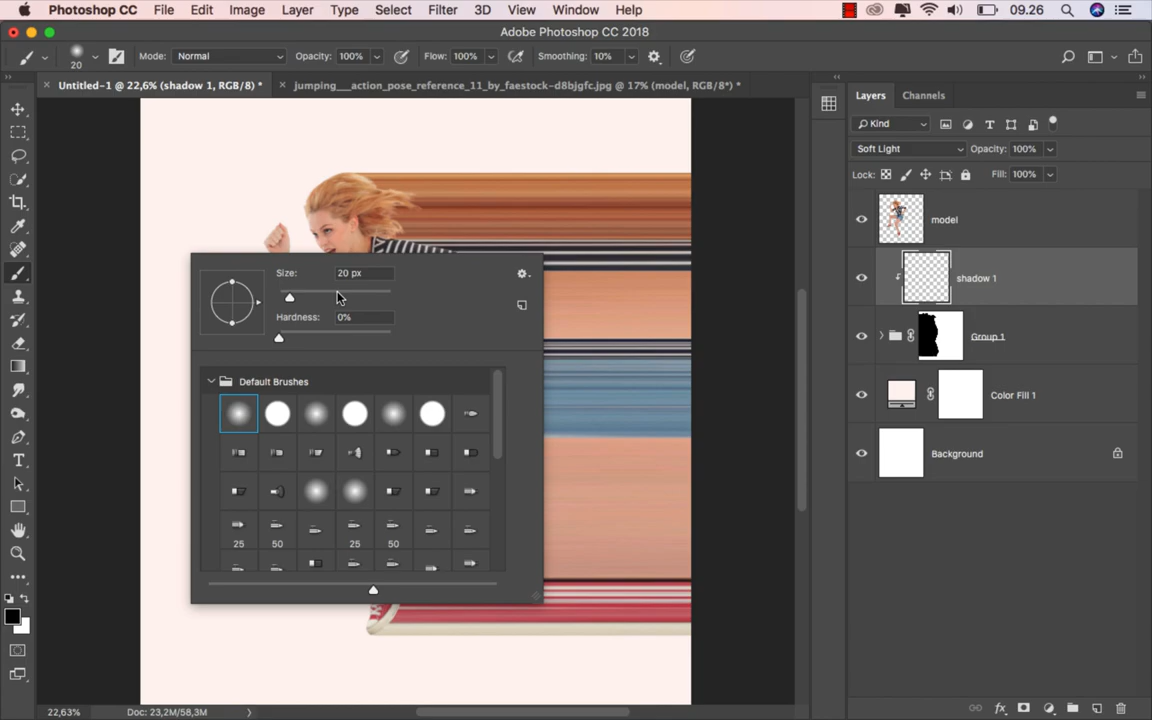 Photoshop CC File Edit Image Layer Type Select Filter 3D View Window Help 09.26
Adobe Photoshop CC 2018
20 Mode: Normal Opacity: 100% Flow: 100% Smoothing: 10%
Untitled-1 @ 22,6% (shadow 1, RGB/8) * jumping___action_pose_reference_11_by_faestock-d8bjgfc.jpg @ 17% (model, RGB/8*) *
Layers Channels
Kind
Soft Light Opacity: 100%
Lock: Fill: 100%
model
shadow 1
Group 1
Color Fill 1
Background
Size: 20 px
Hardness: 0%
Default Brushes
25 50 25 50
22,63% Doc: 23,2M/58,3M